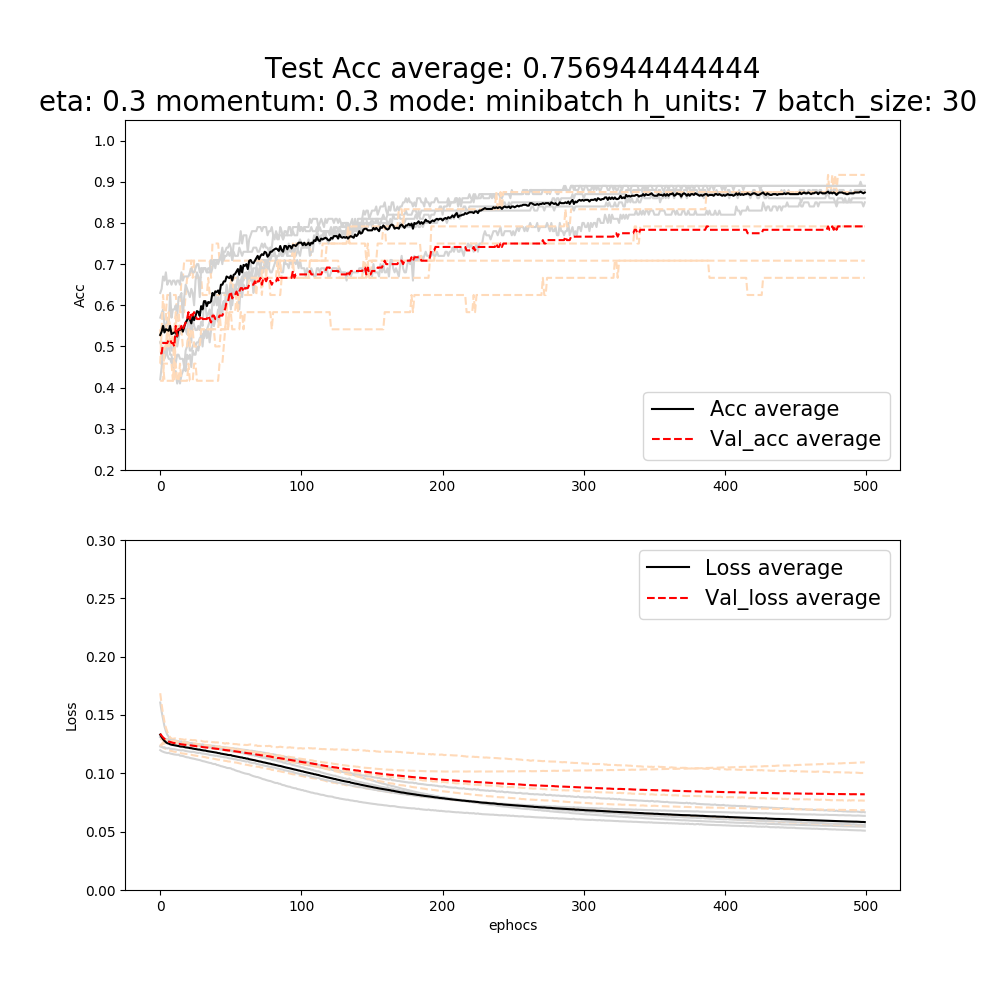 Test Acc average: 0.756944444444
eta: 0.3 momentum: 0.3 mode: minibatch h_units: 7 batch_size: 30
1.0
0.9
0.8
0.7
0.6
0.5
0.4
0.3
0.2
Acc
Acc average
Val_acc average
0 100 200 300 400 500
0.30
0.25
0.20
0.15
0.10
0.05
0.00
Loss
Loss average
Val_loss average
0 100 200 300 400 500
ephocs